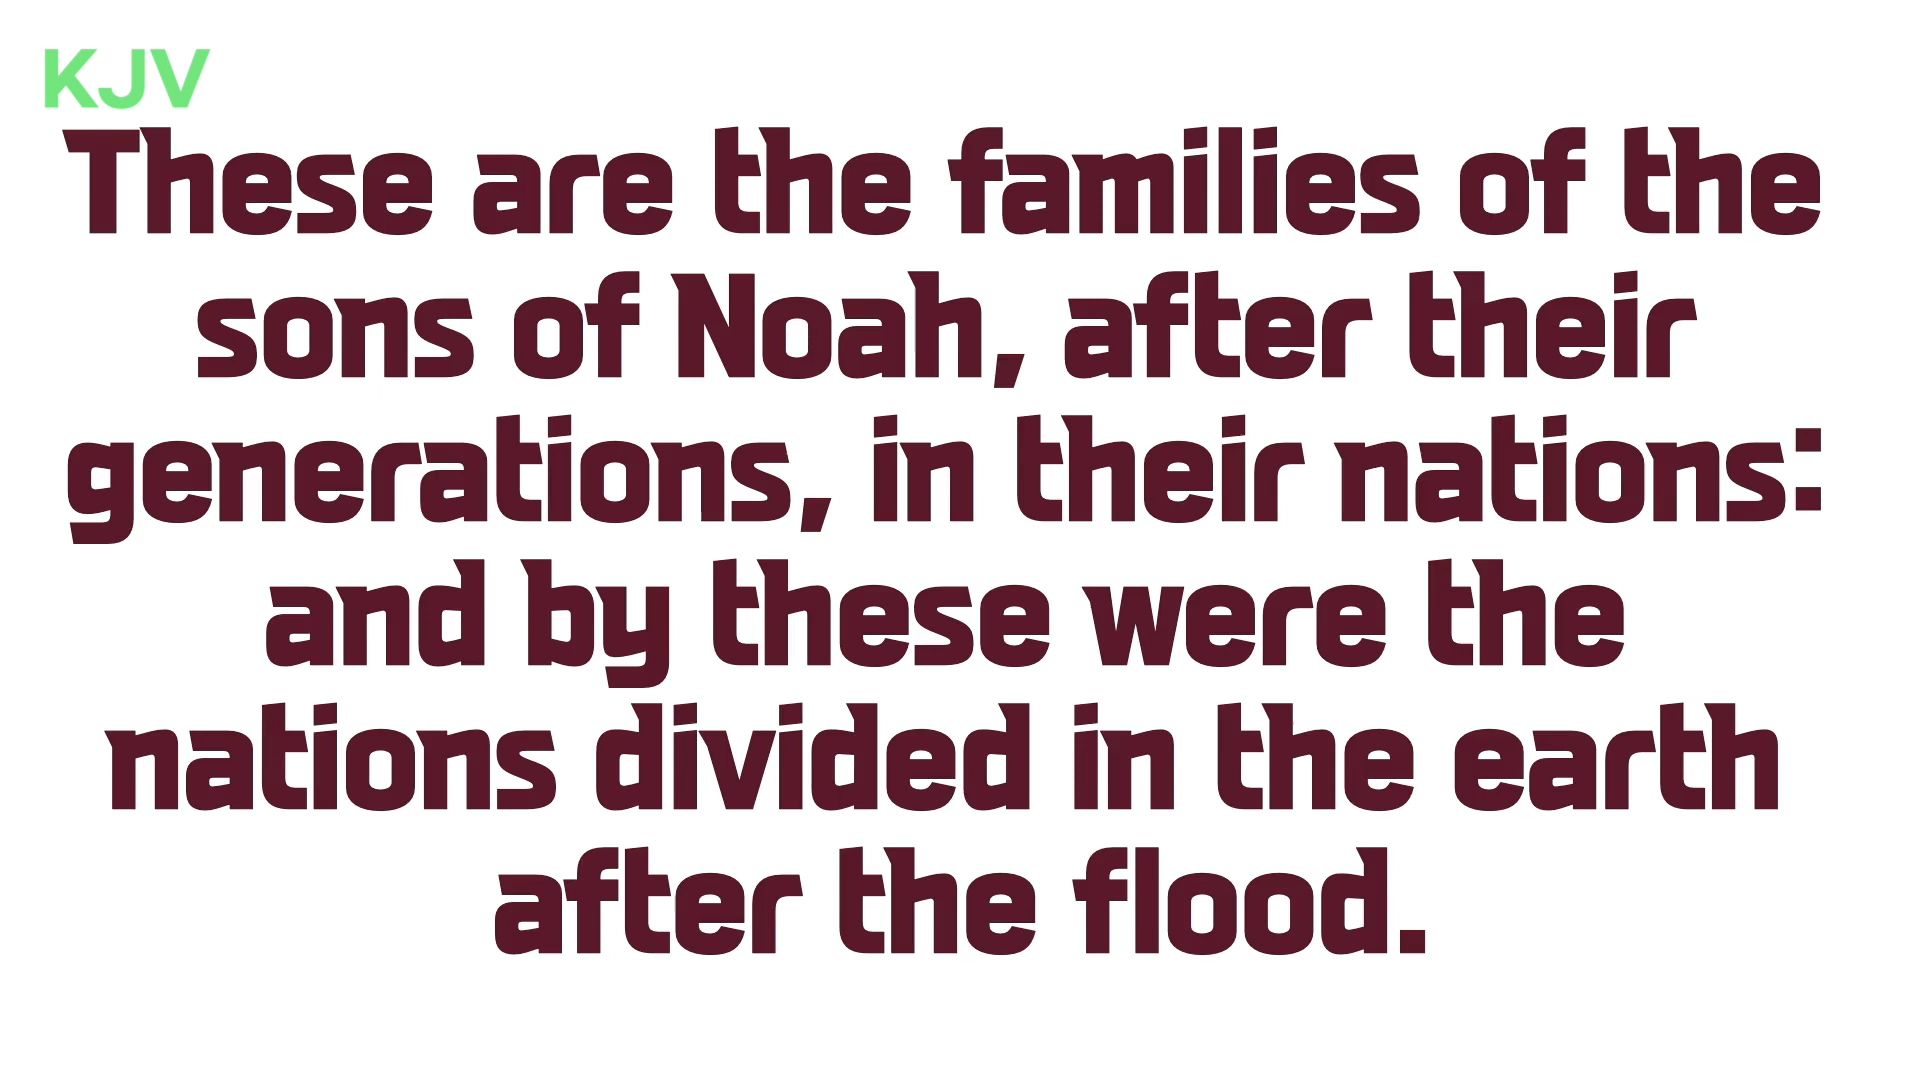 KJV
These are the families of the
sons of Noah, after their
generations, in their nations:
and by these were the
nations divided in the earth
after the flood.